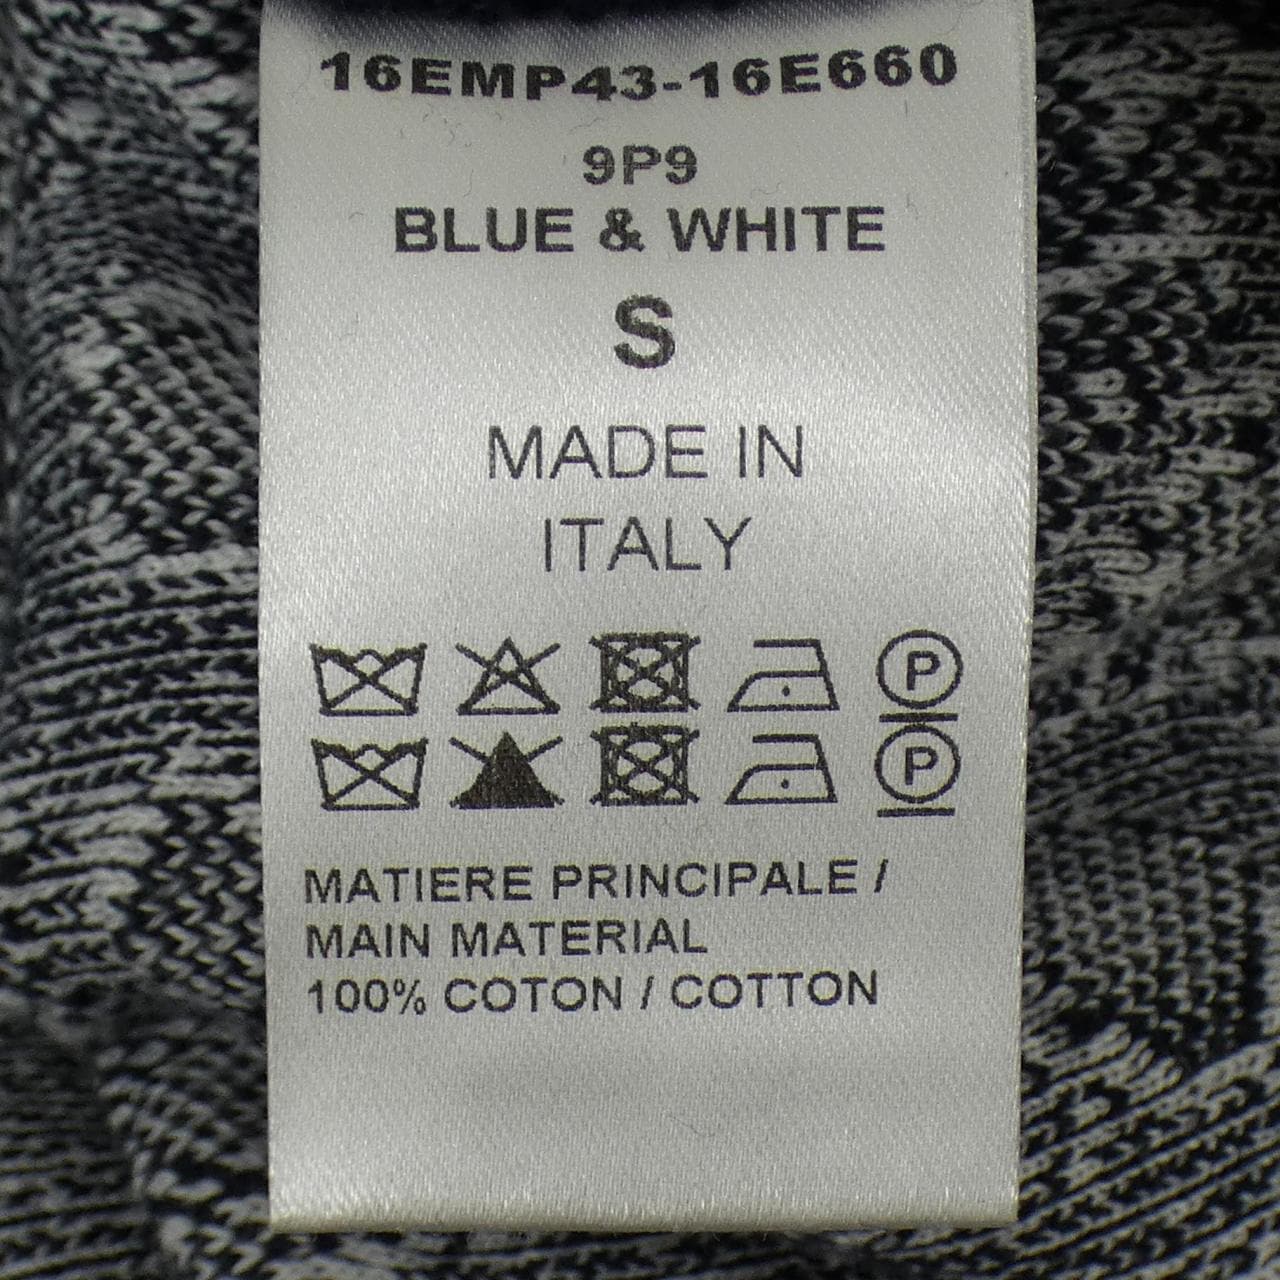 16EMP43-16E660
9P9
BLUE & WHITE
S
MADE IN
ITALY
P
P
MATIERE PRINCIPALE /
MAIN MATERIAL
100% COTON / COTTON